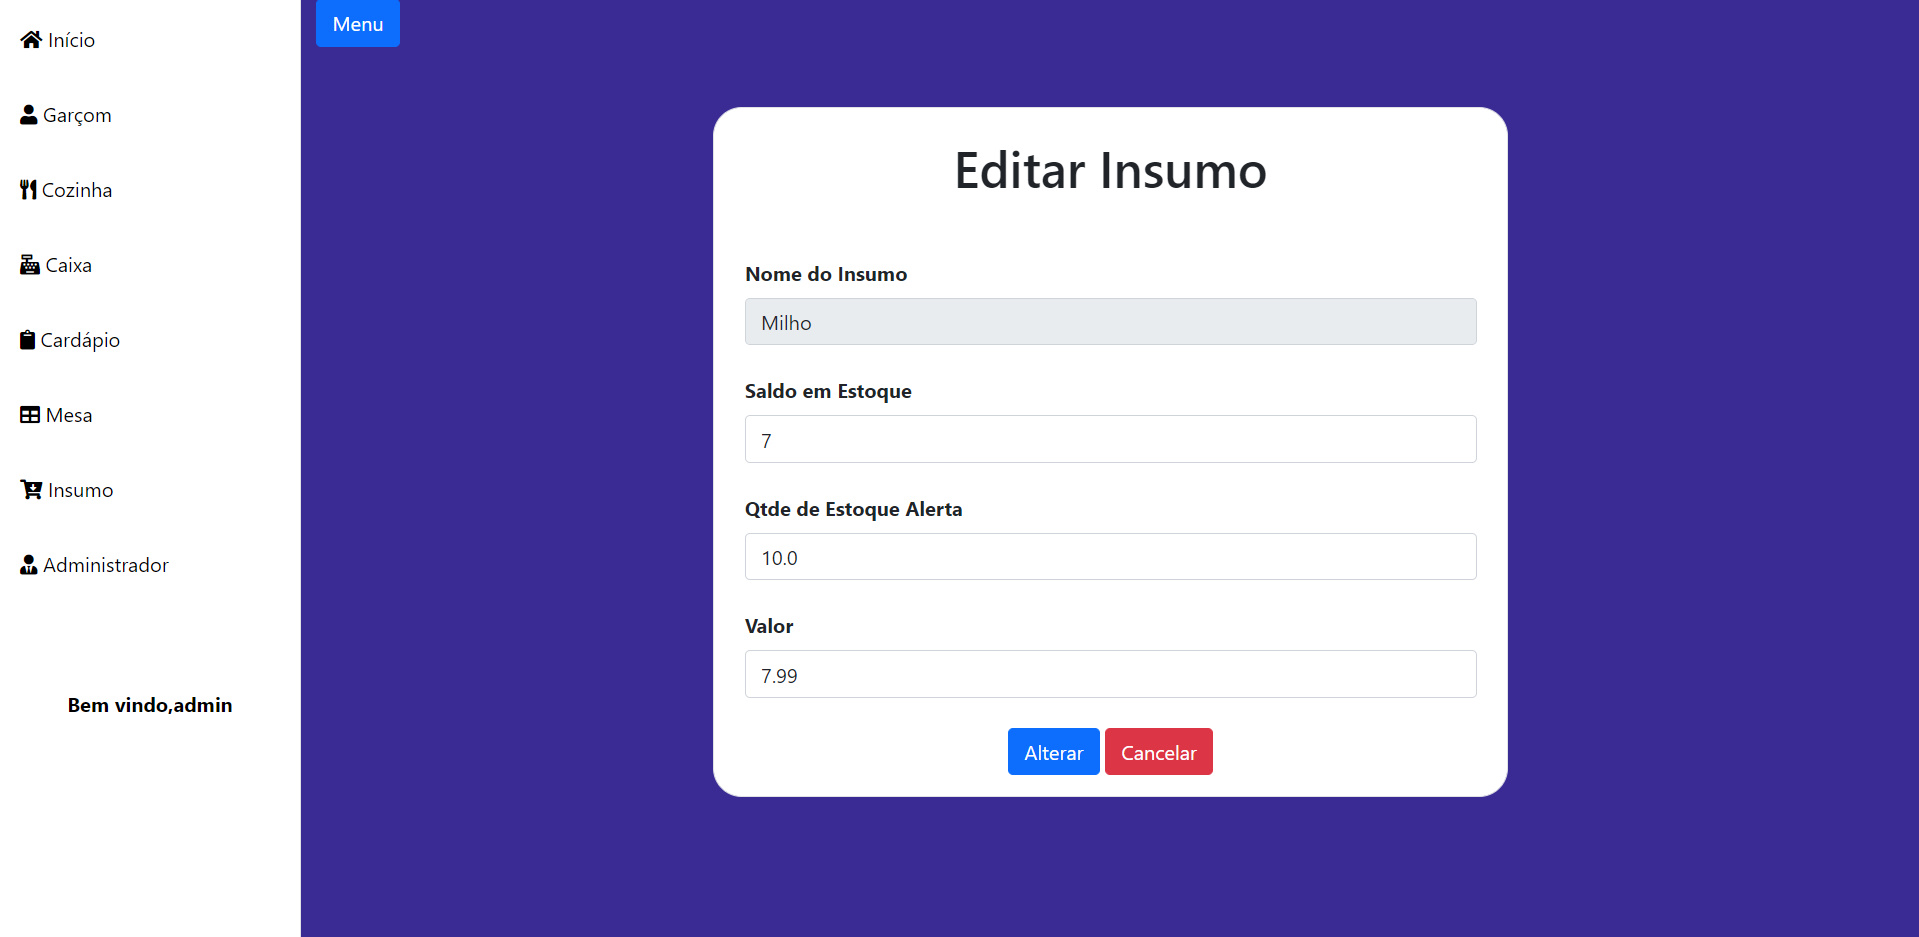 Início
Garçom
Cozinha
Caixa
Cardápio
Mesa
Insumo
Administrador
Bem vindo,admin
Menu
Editar Insumo
Nome do Insumo
Milho
Saldo em Estoque
7
Qtde de Estoque Alerta
10.0
Valor
7.99
Alterar Cancelar